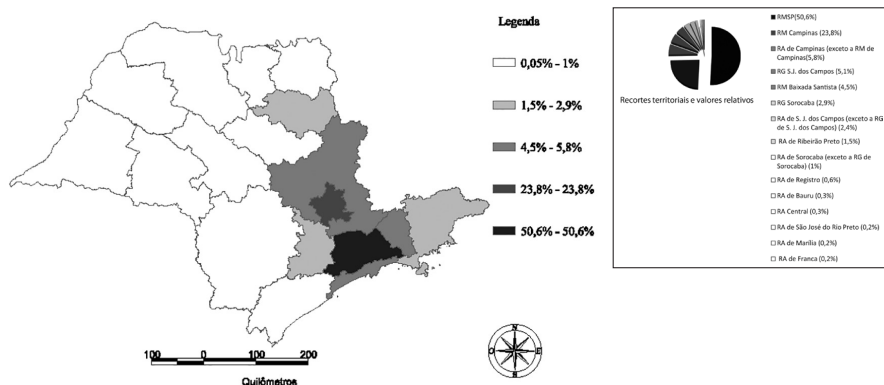 Legenda
0,05% - 1%
1,5% - 2,9%
4,5% - 5,8%
23,8% - 23,8%
50,6% - 50,6%
100 0 100 200
Quilômetros
N
O E
S
Recortes territoriais e valores relativos
RMSP(50,6%)
RM Campinas (23,8%)
RA de Campinas (exceto a RM de
Campinas(5,8%)
RG S.J. dos Campos (5,1%)
RM Baixada Santista (4,5%)
RG Sorocaba (2,9%)
RA de S. J. dos Campos (exceto a RG
de S. J. dos Campos) (2,4%)
RA de Ribeirão Preto (1,5%)
RA de Sorocaba (exceto a RG de
Sorocaba) (1%)
RA de Registro (0,6%)
RA de Bauru (0,3%)
RA Central (0,3%)
RA de São José do Rio Preto (0,2%)
RA de Marília (0,2%)
RA de Franca (0,2%)